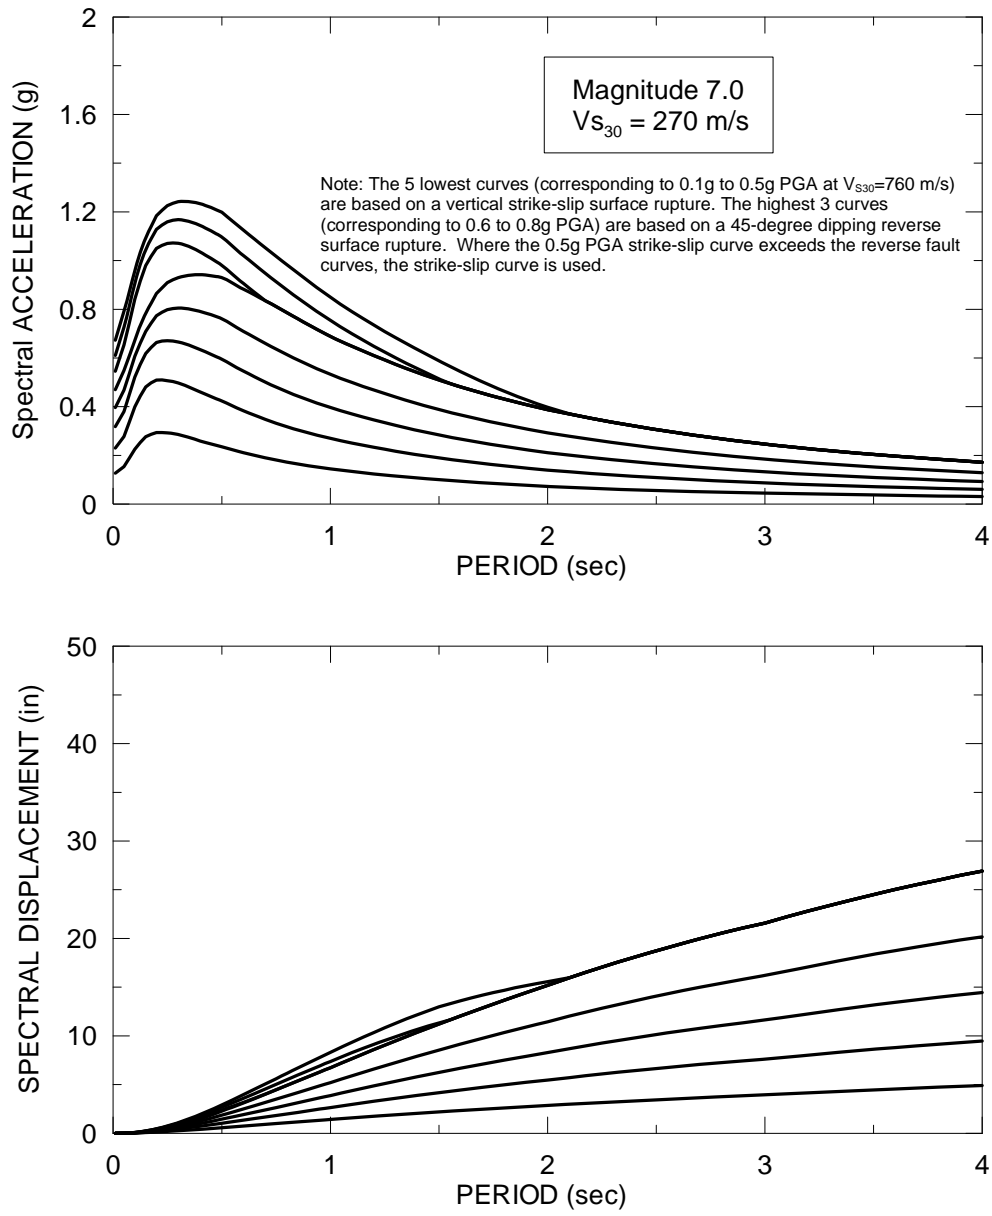 2
1.6
1.2
0.8
0.4
0
Spectral ACCELERATION (g)
Magnitude 7.0
Vs30 = 270 m/s
Note: The 5 lowest curves (corresponding to 0.1g to 0.5g PGA at VS30=760 m/s)
are based on a vertical strike-slip surface rupture. The highest 3 curves
(corresponding to 0.6 to 0.8g PGA) are based on a 45-degree dipping reverse
surface rupture.  Where the 0.5g PGA strike-slip curve exceeds the reverse fault
curves, the strike-slip curve is used.
0 1 2 3 4
PERIOD (sec)
50
40
30
20
10
0
SPECTRAL DISPLACEMENT (in)
0 1 2 3 4
PERIOD (sec)